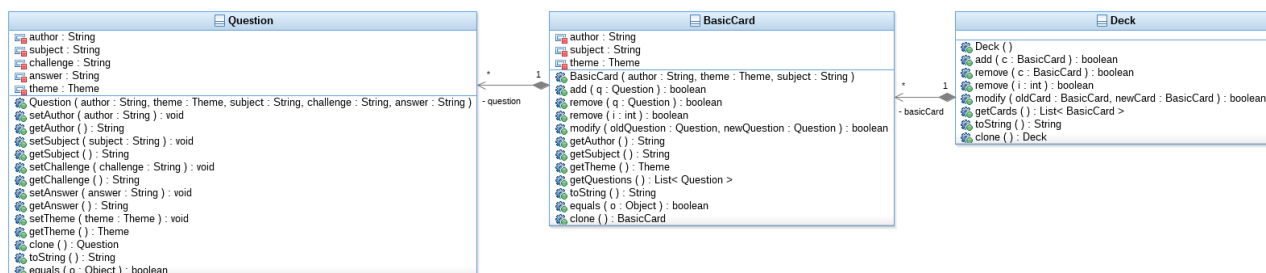 Question
author : String
subject : String
challenge : String
answer : String
theme : Theme
Question ( author : String, theme : Theme, subject : String, challenge : String, answer : String )
setAuthor ( author : String ) : void
getAuthor ( ) : String
setSubject ( subject : String ) : void
getSubject ( ) : String
setChallenge ( challenge : String ) : void
getChallenge ( ) : String
setAnswer ( answer : String ) : void
getAnswer ( ) : String
setTheme ( theme : Theme ) : void
getTheme ( ) : Theme
clone ( ) : Question
toString ( ) : String
equals ( o : Object ) : boolean
*
1
- question
BasicCard
author : String
subject : String
theme : Theme
BasicCard ( author : String, theme : Theme, subject : String )
add ( q : Question ) : boolean
remove ( q : Question ) : boolean
remove ( i : int ) : boolean
modify ( oldQuestion : Question, newQuestion : Question ) : boolean
getAuthor ( ) : String
getSubject ( ) : String
getTheme ( ) : Theme
getQuestions ( ) : List< Question >
toString ( ) : String
equals ( o : Object ) : boolean
clone ( ) : BasicCard
*
1
- basicCard
Deck
Deck ( )
add ( c : BasicCard ) : boolean
remove ( c : BasicCard ) : boolean
remove ( i : int ) : boolean
modify ( oldCard : BasicCard, newCard : BasicCard ) : boolean
getCards ( ) : List< BasicCard >
toString ( ) : String
clone ( ) : Deck